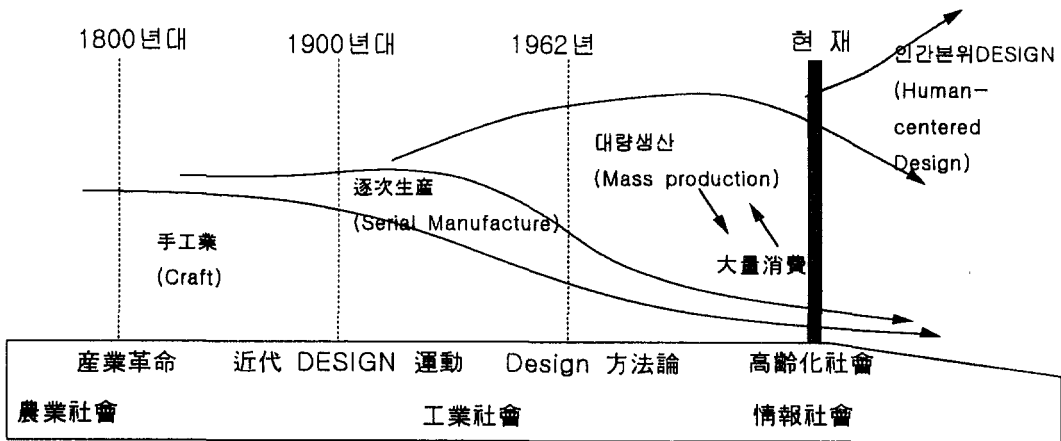 1800년대
1900년대
1962년
현 재
인간본위DESIGN
(Human-
centered
Design)
대량생산
(Mass production)
逐次生産
(Serial Manufacture)
手工業
(Craft)
大量消費
産業革命
近代 DESIGN 運動
Design 方法論
高齡化社會
農業社會
工業社會
情報社會